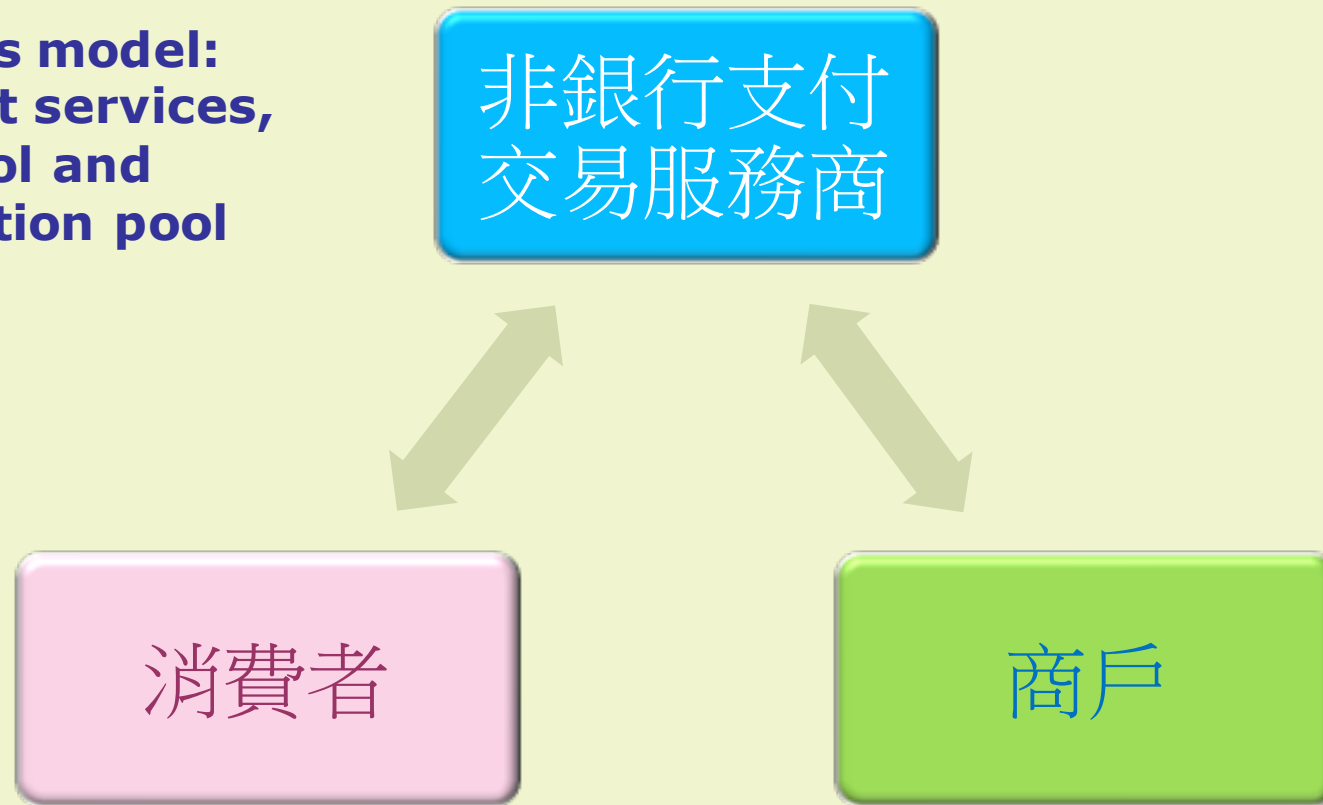 s model:
t services,
ol and
tion pool
非銀行支付
交易服務商
消費者
商戶